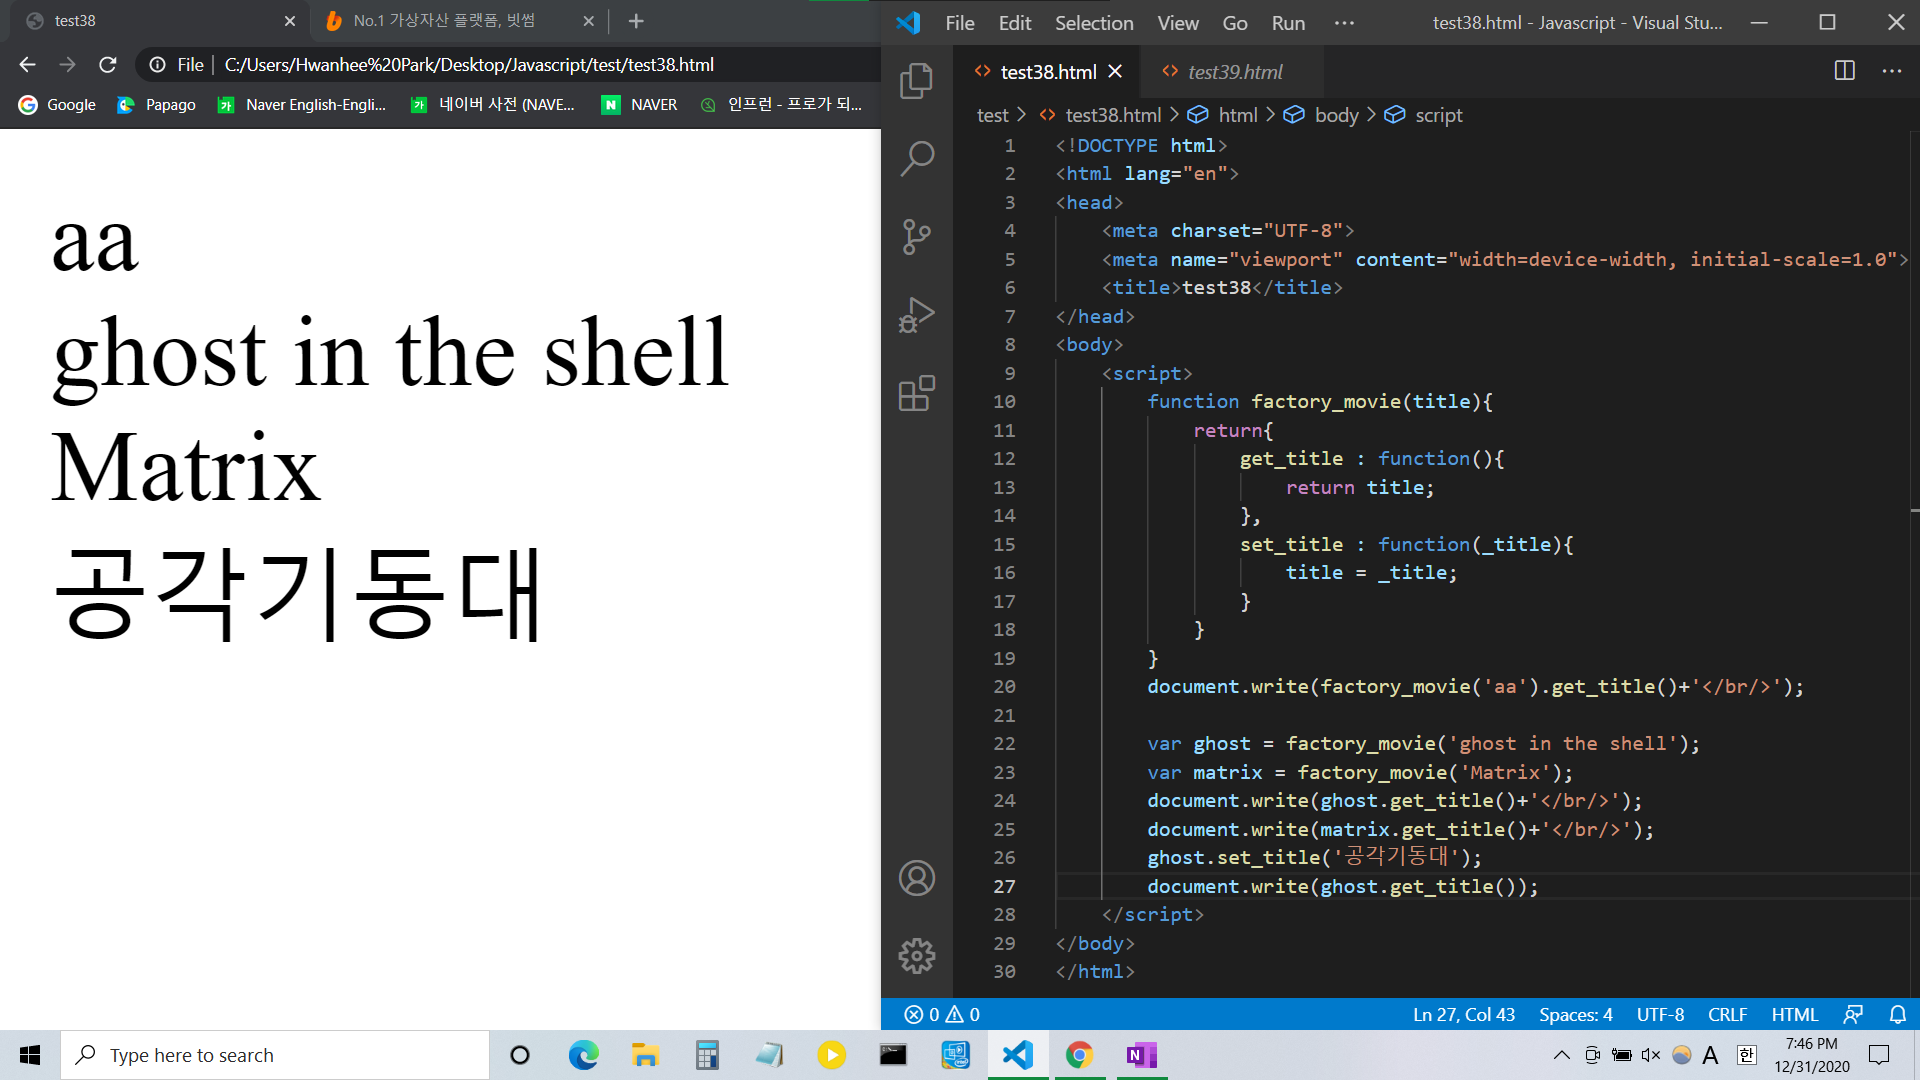 test38
No.1 가상자산 플랫폼, 빗썸
File
C:/Users/Hwanhee%20Park/Desktop/Javascript/test/test38.html
Google
Papago
Naver English-Engli...
네이버 사전 (NAVE...
NAVER
인프런 - 프로가 되...
aa
ghost in the shell
Matrix
공각기동대
File Edit Selection View Go Run ···
test38.html - Javascript - Visual Stu...
test38.html
test39.html
test > test38.html > html > body > script
1 <!DOCTYPE html>
2 <html lang="en">
3 <head>
4 <meta charset="UTF-8">
5 <meta name="viewport" content="width=device-width, initial-scale=1.0">
6 <title>test38</title>
7 </head>
8 <body>
9 <script>
10 function factory_movie(title){
11 return{
12 get_title : function(){
13 return title;
14 },
15 set_title : function(_title){
16 title = _title;
17 }
18 }
19 }
20 document.write(factory_movie('aa').get_title()+'</br/>');
21
22 var ghost = factory_movie('ghost in the shell');
23 var matrix = factory_movie('Matrix');
24 document.write(ghost.get_title()+'</br/>');
25 document.write(matrix.get_title()+'</br/>');
26 ghost.set_title('공각기동대');
27 document.write(ghost.get_title());
28 </script>
29 </body>
30 </html>
0 0
Ln 27, Col 43 Spaces: 4 UTF-8 CRLF HTML
Type here to search
A 한
7:46 PM
12/31/2020